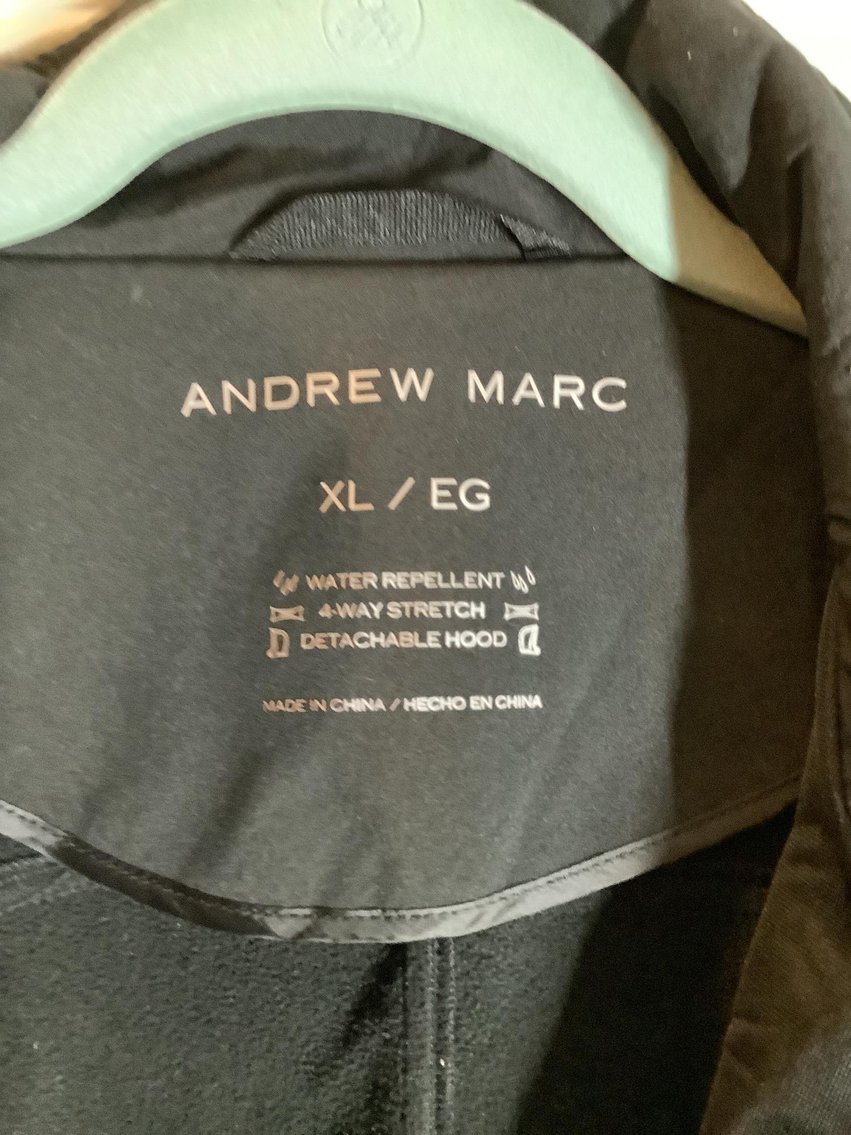 ANDREW MARC
XL / EG
WATER REPELLENT
4-WAY STRETCH
DETACHABLE HOOD
MADE IN CHINA / HECHO EN CHINA